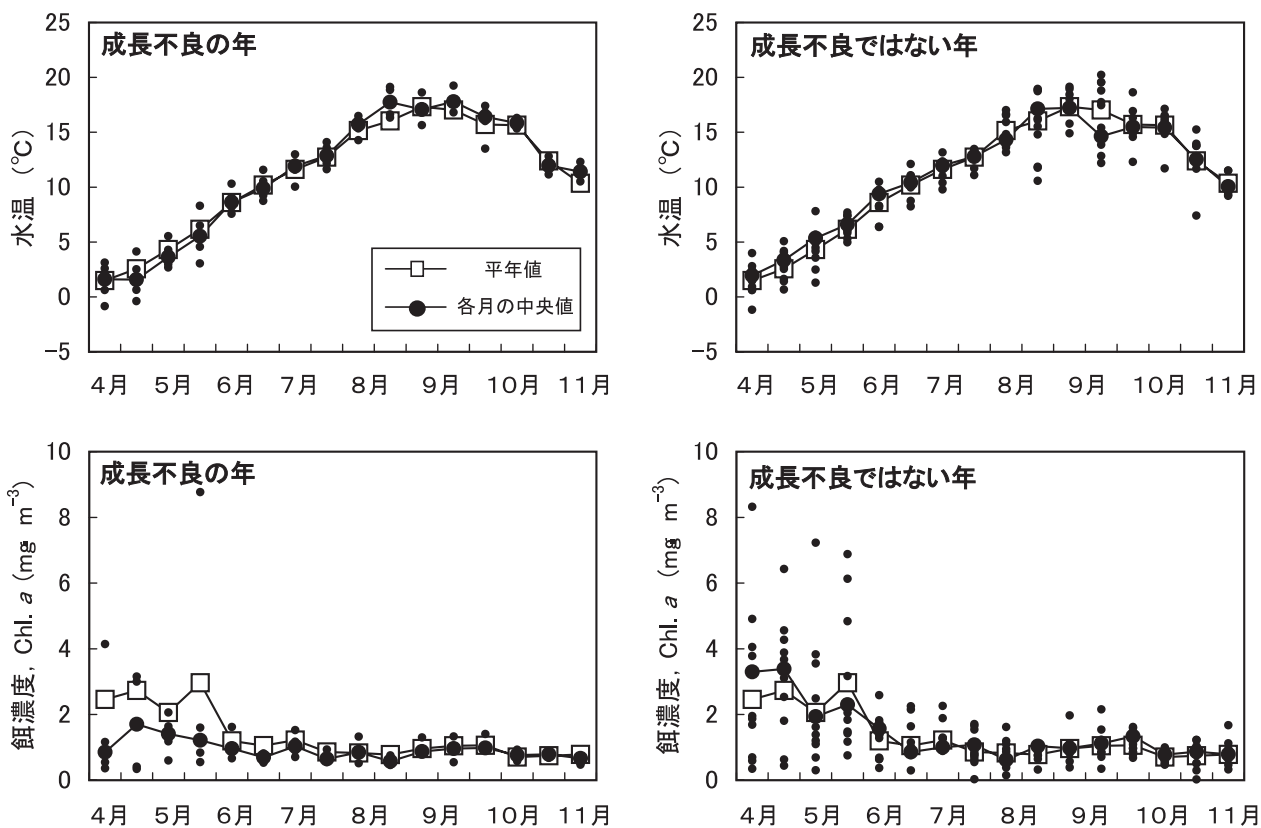 成長不良の年
25
20
15
10
5
0
−5
水温 (℃)
平年値
各月の中央値
4月 5月 6月 7月 8月 9月 10月 11月
成長不良ではない年
25
20
15
10
5
0
−5
水温 (℃)
4月 5月 6月 7月 8月 9月 10月 11月
成長不良の年
10
8
6
4
2
0
餌濃度, Chl. a (mg m⁻³)
4月 5月 6月 7月 8月 9月 10月 11月
成長不良ではない年
10
8
6
4
2
0
餌濃度, Chl. a (mg m⁻³)
4月 5月 6月 7月 8月 9月 10月 11月